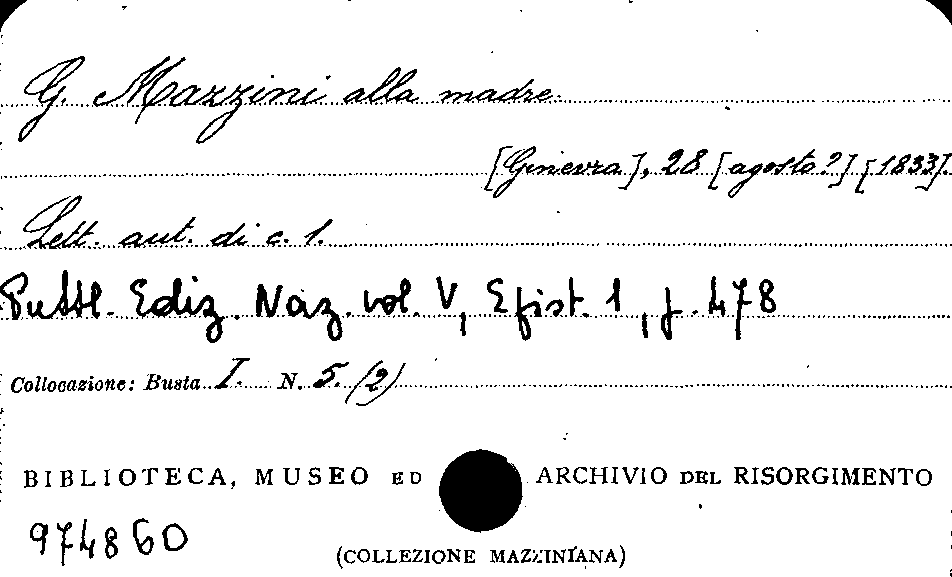 G. Mazzini alla madre.
[Ginevra], 28 [agosto?] [1833].
Lett. aut. di c. 1.
Pubbl. Ediz. Naz. vol. V, Epist. 1, p. 478
Collocazione: Busta I. N. 5. (2)
BIBLIOTECA, MUSEO ED ARCHIVIO DEL RISORGIMENTO
974860
(COLLEZIONE MAZZINIANA)